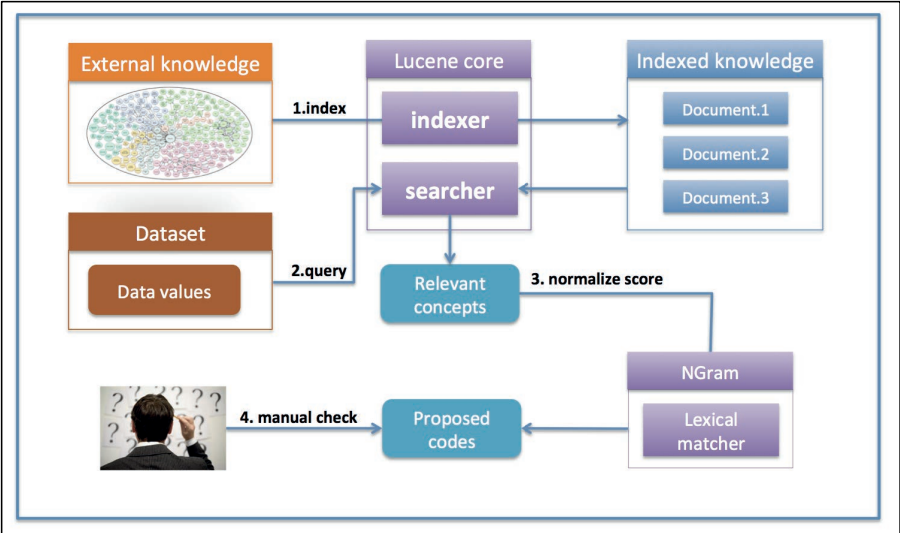 External knowledge
Lucene core
Indexed knowledge
1.index
indexer
Document.1
Document.2
searcher
Document.3
Dataset
2.query
Data values
Relevant
concepts
3. normalize score
NGram
Lexical
matcher
4. manual check
Proposed
codes
? ? ? ? ?